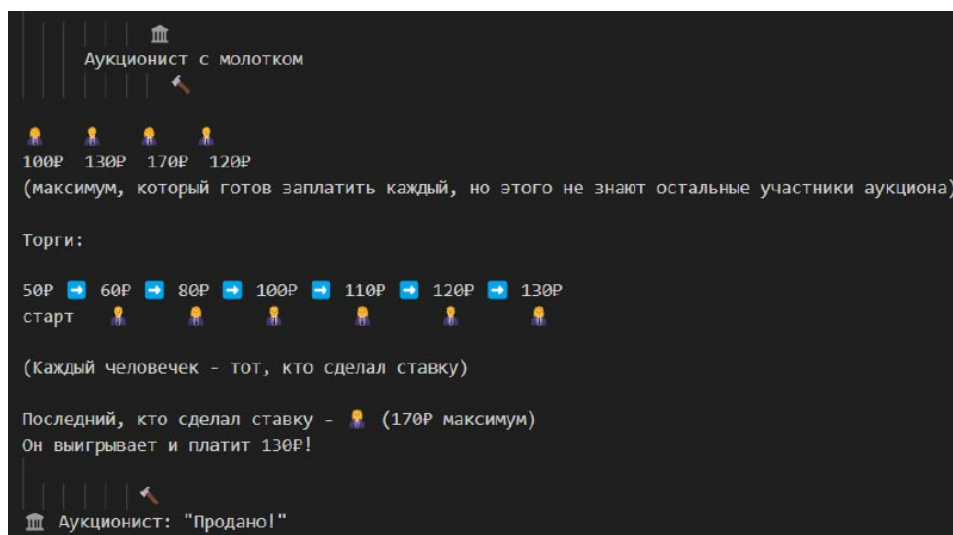 Аукционист с молотком
100₽ 130₽ 170₽ 120₽
(максимум, который готов заплатить каждый, но этого не знают остальные участники аукциона)
Торги:
50₽ ➡ 60₽ ➡ 80₽ ➡ 100₽ ➡ 110₽ ➡ 120₽ ➡ 130₽
старт
(Каждый человечек - тот, кто сделал ставку)
Последний, кто сделал ставку - (170₽ максимум)
Он выигрывает и платит 130₽!
Аукционист: "Продано!"